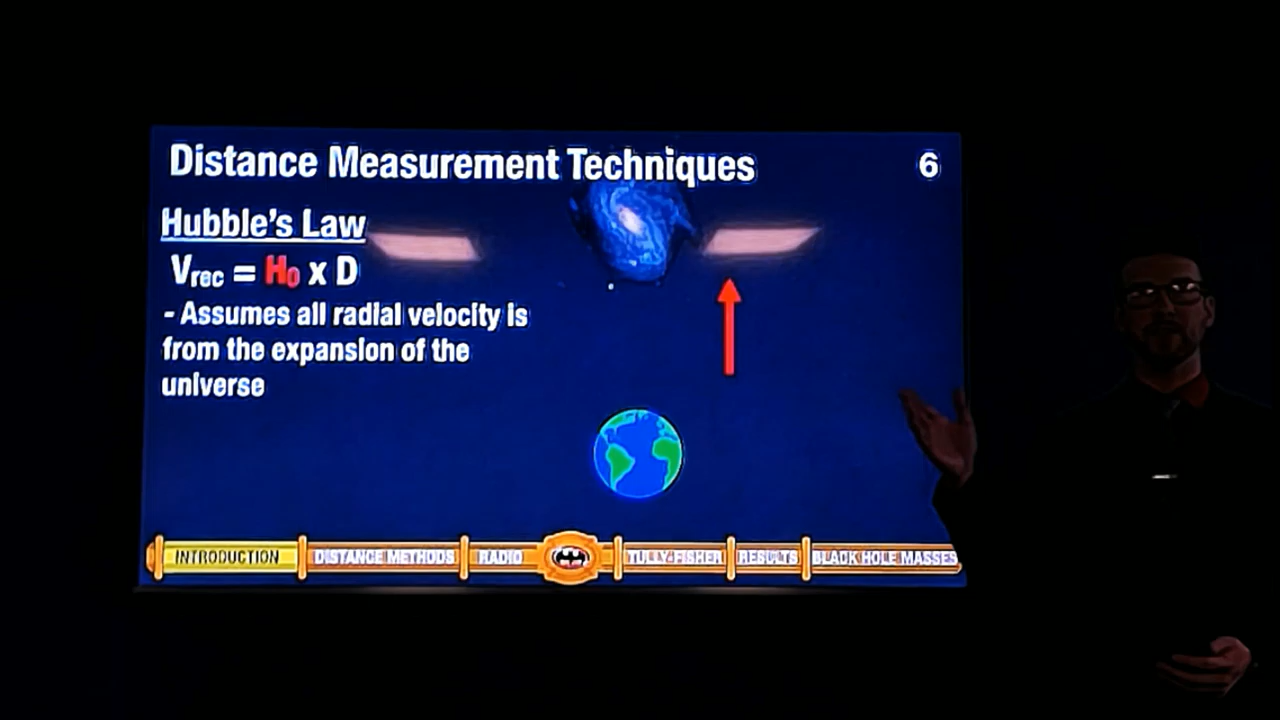 Distance Measurement Techniques
6
Hubble's Law
Vrec = H0 x D
- Assumes all radial velocity is
from the expansion of the
universe
INTRODUCTION
DISTANCE METHODS
RADIO
TULLY-FISHER
RESULTS
BLACK HOLE MASSES